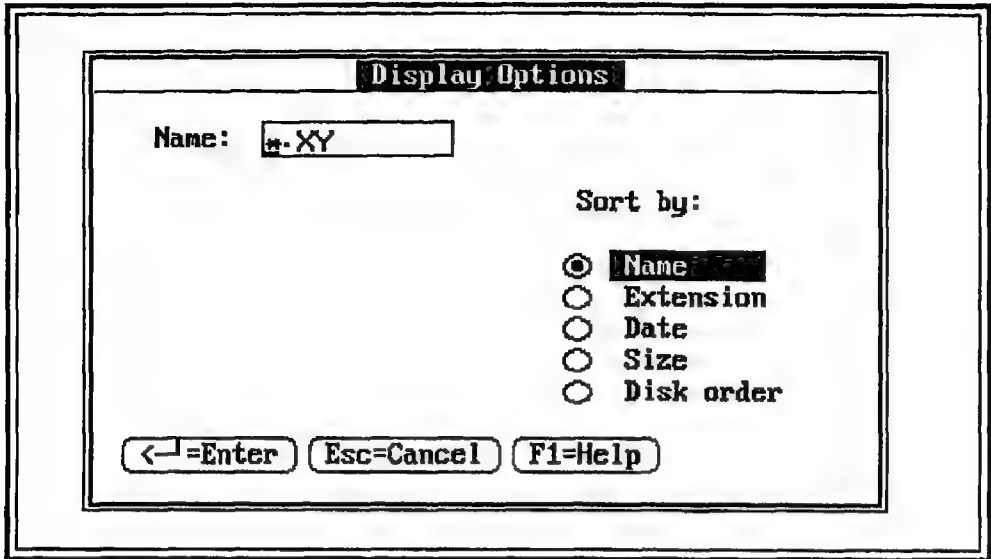 Display Options
Name: *.XY
Sort by:
Name
Extension
Date
Size
Disk order
<┘=Enter Esc=Cancel F1=Help